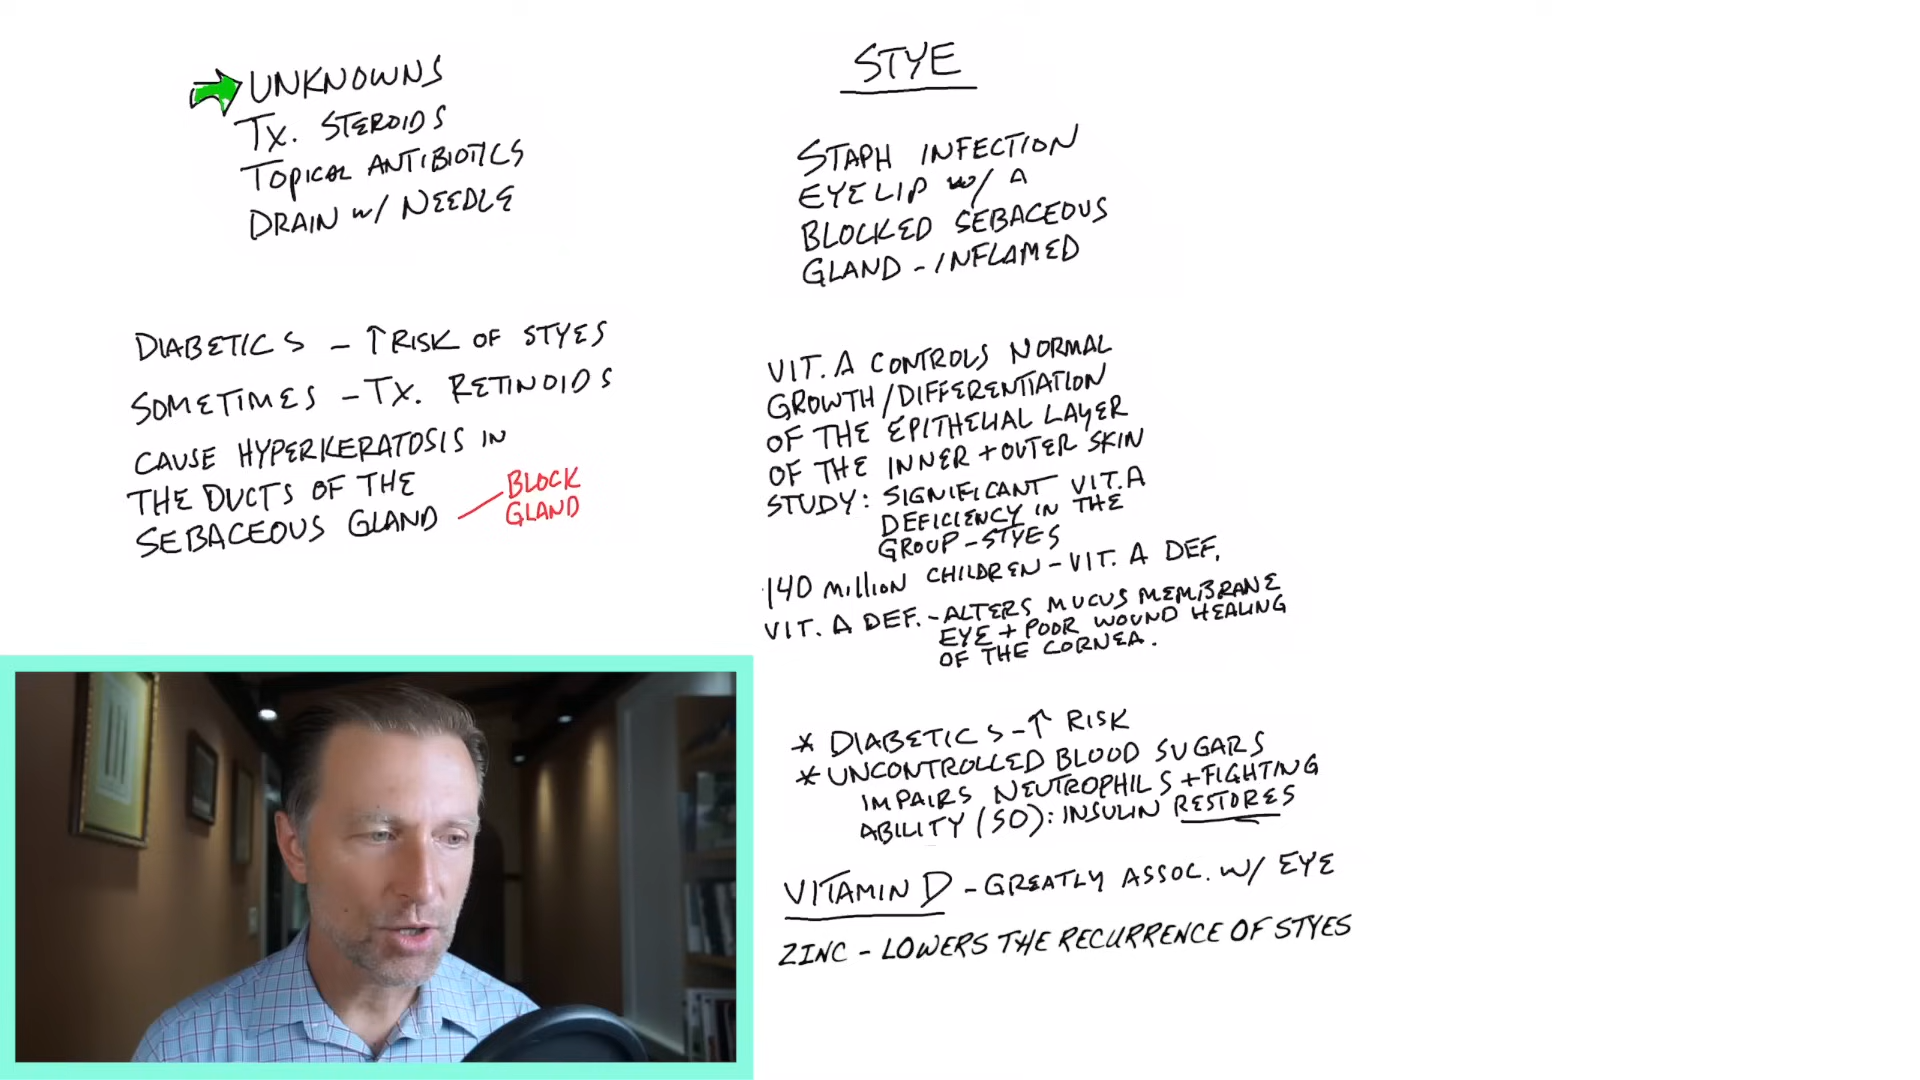 STYE
UNKNOWNS
TX. STEROIDS
TOPICAL ANTIBIOTICS
DRAIN W/ NEEDLE
DIABETICS - ↑ RISK OF STYES
SOMETIMES - TX. RETINOIDS
CAUSE HYPERKERATOSIS IN
THE DUCTS OF THE
SEBACEOUS GLAND
BLOCK
GLAND
STAPH INFECTION
EYELIP W/ A
BLOCKED SEBACEOUS
GLAND - INFLAMED
VIT. A CONTROLS NORMAL
GROWTH/DIFFERENTIATION
OF THE EPITHELIAL LAYER
OF THE INNER + OUTER SKIN
STUDY: SIGNIFICANT VIT. A
DEFICIENCY IN THE
GROUP - STYES
140 MILLION CHILDREN - VIT. A DEF.
VIT. A DEF. - ALTERS MUCUS MEMBRANE
EYE + POOR WOUND HEALING
OF THE CORNEA.
* DIABETICS - ↑ RISK
* UNCONTROLLED BLOOD SUGARS
IMPAIRS NEUTROPHILS + FIGHTING
ABILITY (SO): INSULIN RESTORES
VITAMIN D - GREATLY ASSOC. W/ EYE
ZINC - LOWERS THE RECURRENCE OF STYES